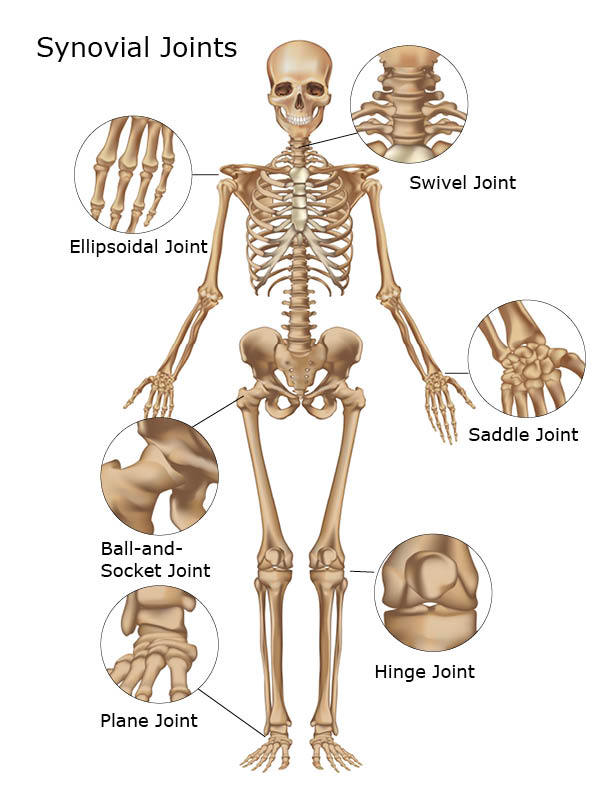 Synovial Joints
Swivel Joint
Ellipsoidal Joint
Saddle Joint
Ball-and-
Socket Joint
Hinge Joint
Plane Joint